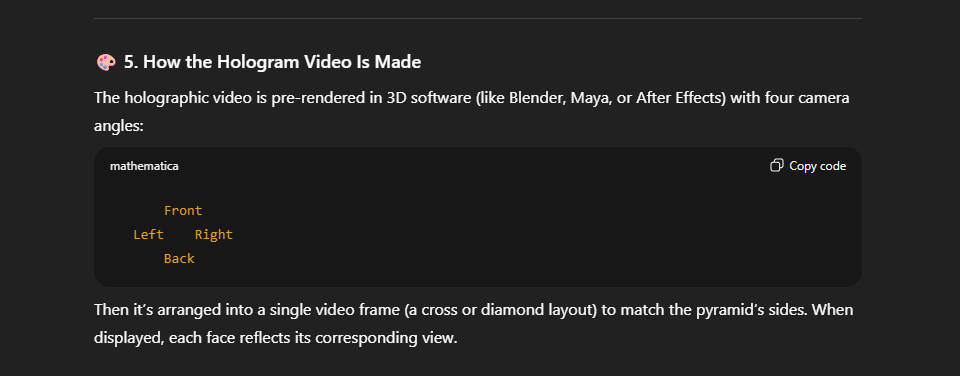 🎨 5. How the Hologram Video Is Made
The holographic video is pre-rendered in 3D software (like Blender, Maya, or After Effects) with four camera
angles:
mathematica Copy code
Front
Left Right
Back
Then it’s arranged into a single video frame (a cross or diamond layout) to match the pyramid’s sides. When
displayed, each face reflects its corresponding view.